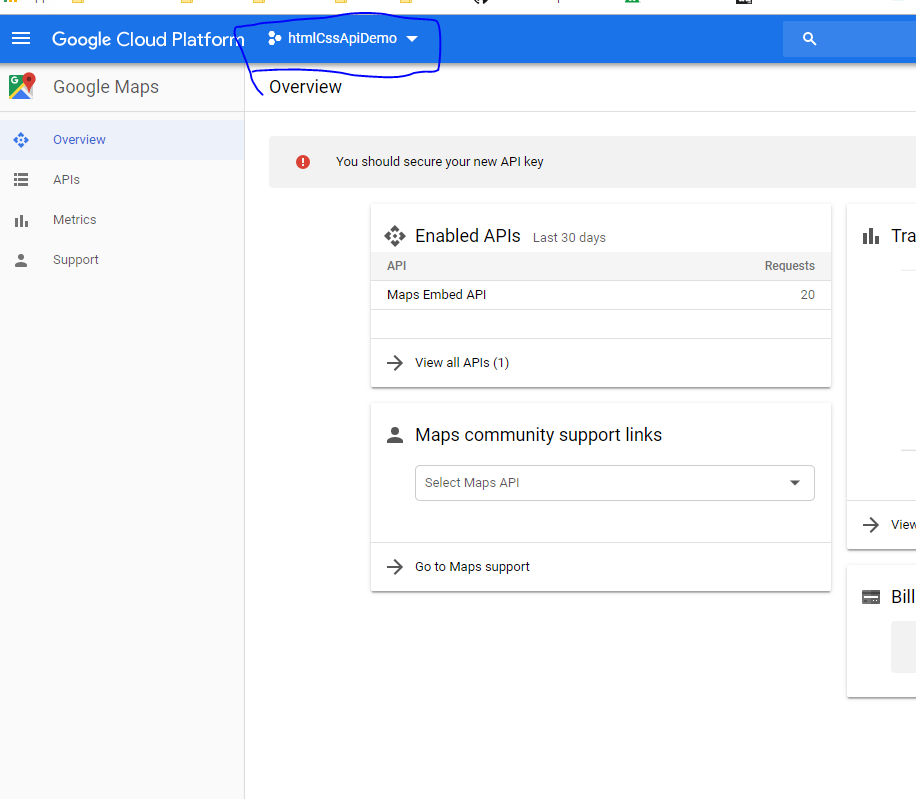 Google Cloud Platform htmlCssApiDemo
Google Maps
Overview
Overview
APIs
Metrics
Support
You should secure your new API key
Enabled APIs Last 30 days
API Requests
Maps Embed API 20
View all APIs (1)
Maps community support links
Select Maps API
Go to Maps support
Tra
View
Bill